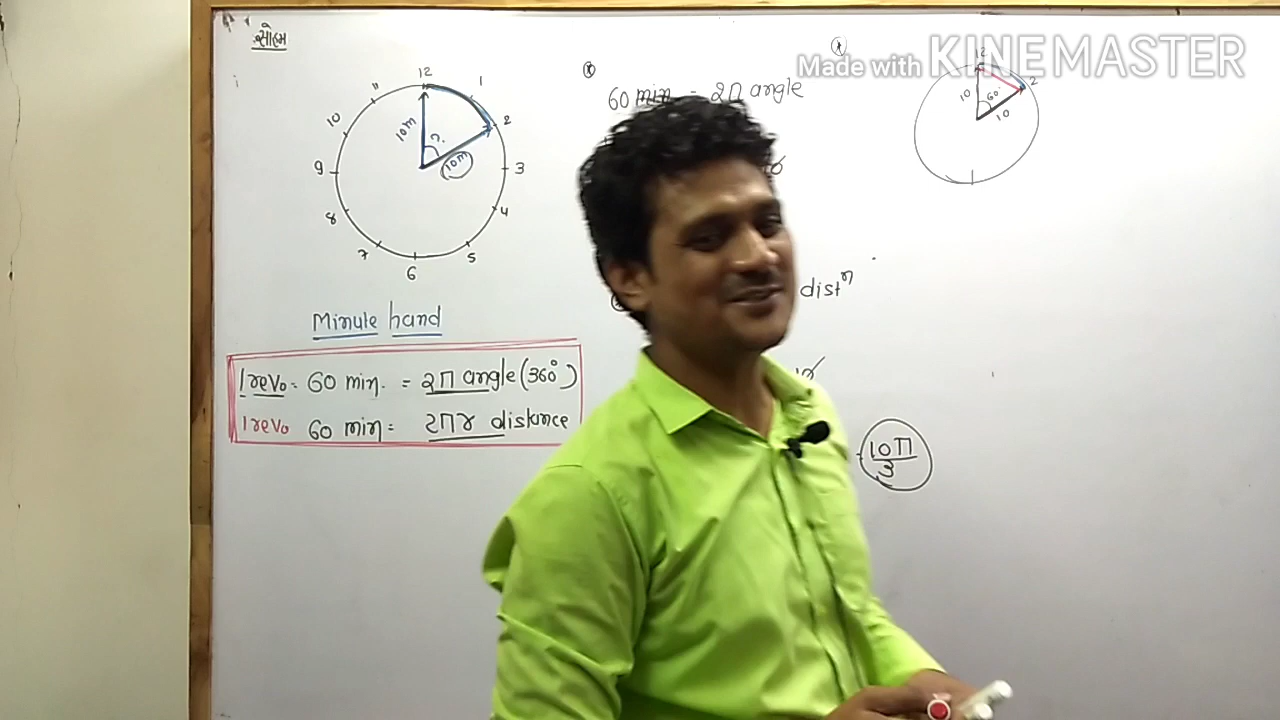 સોહમ
Made with KINEMASTER
12
1
2
3
4
5
6
7
8
9
10
11
10m
?
10m
60 min = 2π angle
12
2
10
60°
10
distⁿ
Minute hand
1 revo = 60 min. = 2π angle (360°)
1 revo 60 min = 2πr distance
10π
3